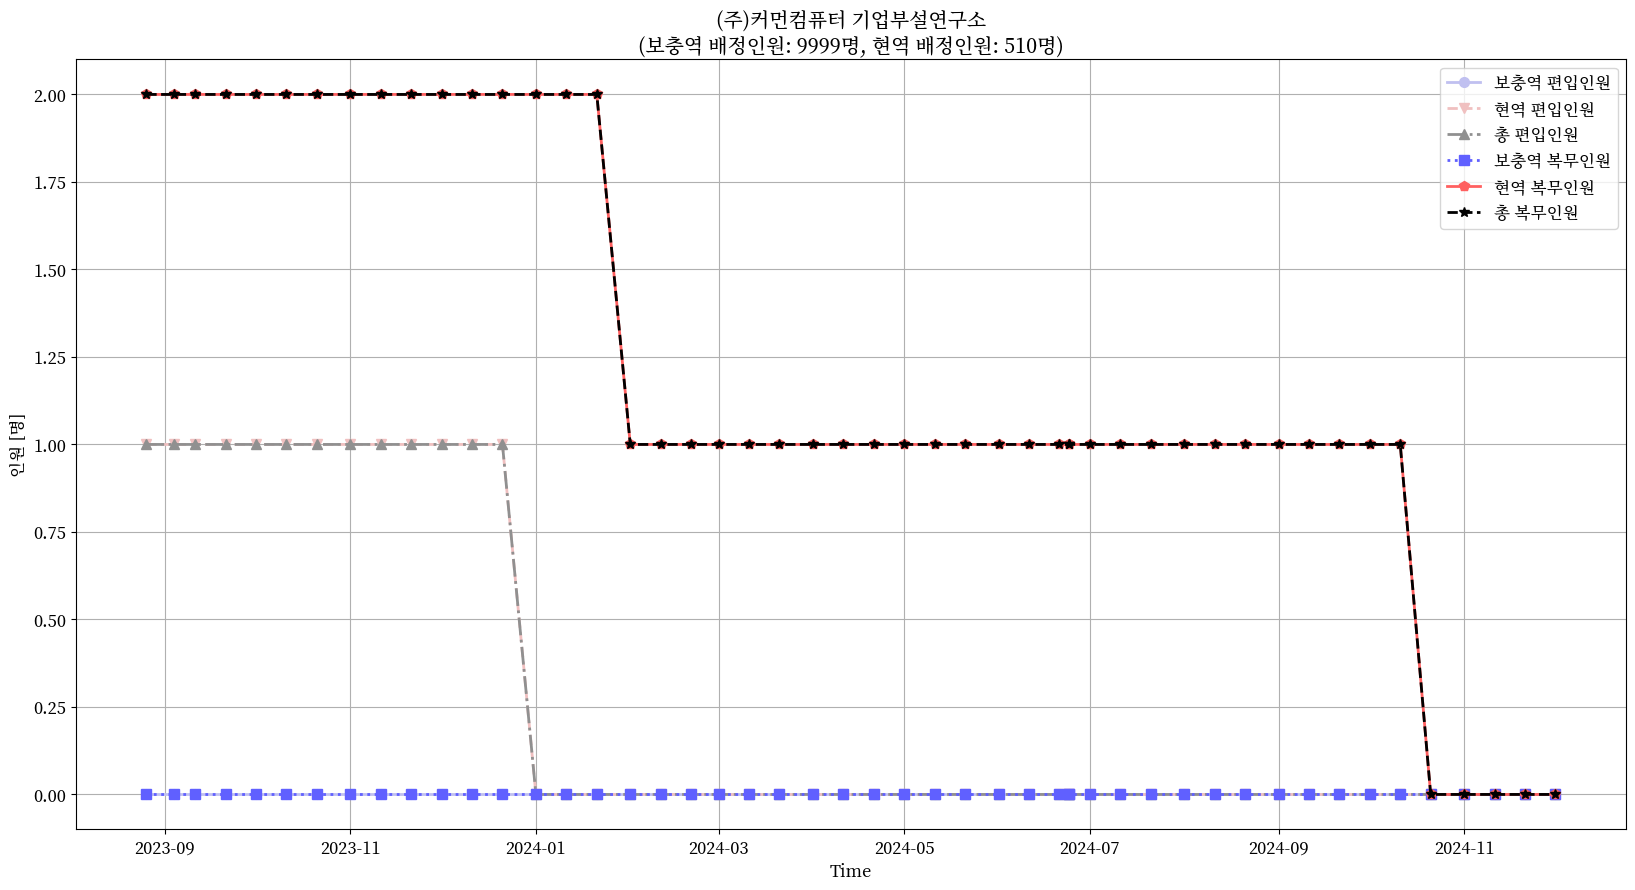 (주)커먼컴퓨터 기업부설연구소
(보충역 배정인원: 9999명, 현역 배정인원: 510명)
보충역 편입인원
현역 편입인원
총 편입인원
보충역 복무인원
현역 복무인원
총 복무인원
인원 [명]
2.00
1.75
1.50
1.25
1.00
0.75
0.50
0.25
0.00
2023-09 2023-11 2024-01 2024-03 2024-05 2024-07 2024-09 2024-11
Time